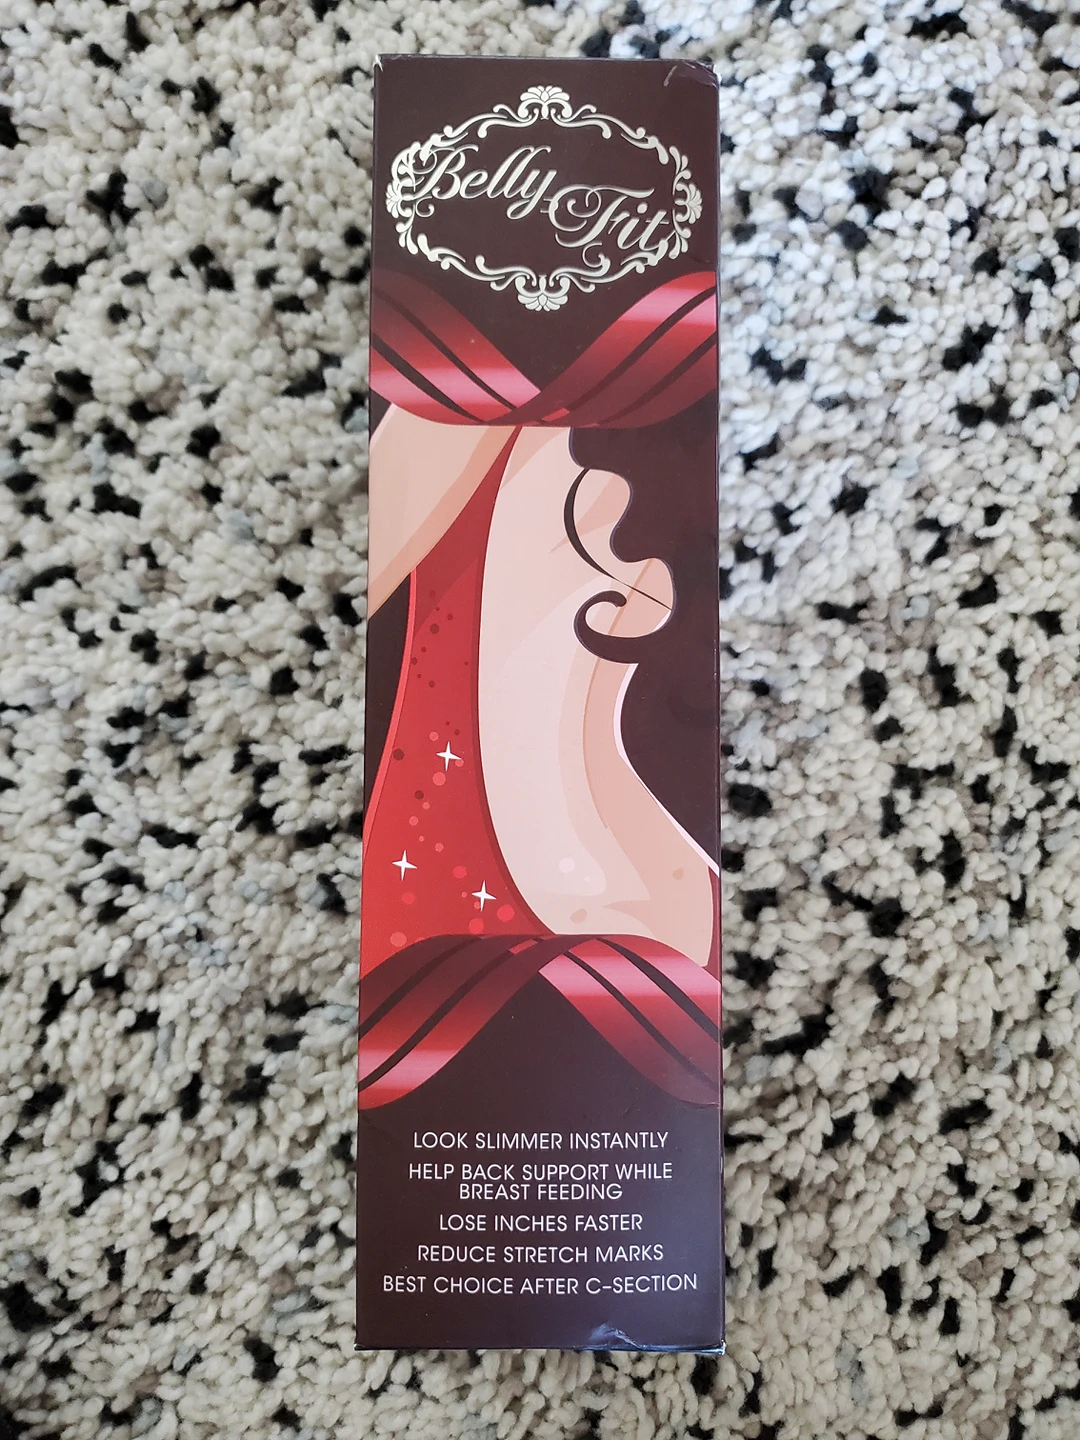 Belly Fit
LOOK SLIMMER INSTANTLY
HELP BACK SUPPORT WHILE
BREAST FEEDING
LOSE INCHES FASTER
REDUCE STRETCH MARKS
BEST CHOICE AFTER C-SECTION